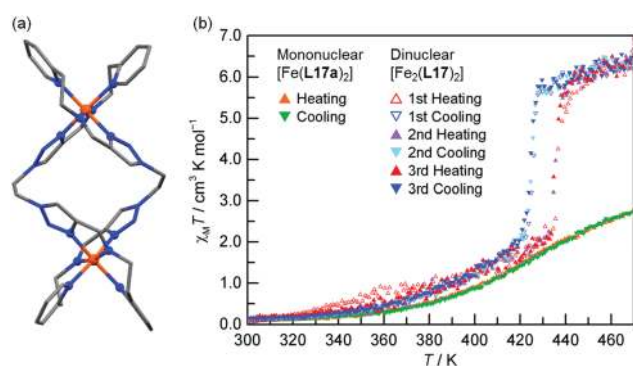 (a)
(b)
7.0
6.0
5.0
4.0
3.0
2.0
1.0
0.0
χMT / cm³ K mol⁻¹
Mononuclear
[Fe(L17a)₂]
Heating
Cooling
Dinuclear
[Fe₂(L17)₂]
1st Heating
1st Cooling
2nd Heating
2nd Cooling
3rd Heating
3rd Cooling
300 320 340 360 380 400 420 440 460
T / K